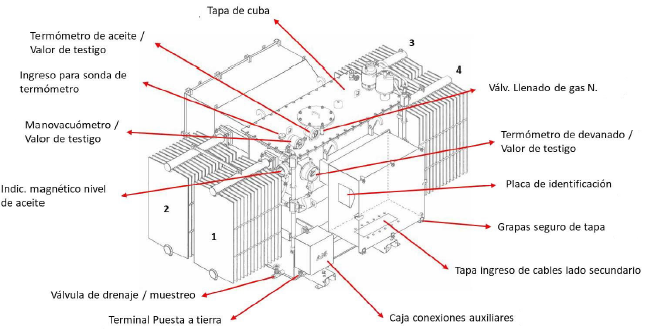 Tapa de cuba
Termómetro de aceite /
Valor de testigo
3
4
Ingreso para sonda de
termómetro
Válv. Llenado de gas N.
Manovacuómetro /
Valor de testigo
Termómetro de devanado /
Valor de testigo
Indic. magnético nivel
de aceite
Placa de identificación
2
1
Grapas seguro de tapa
Tapa ingreso de cables lado secundario
Válvula de drenaje / muestreo
Terminal Puesta a tierra
Caja conexiones auxiliares